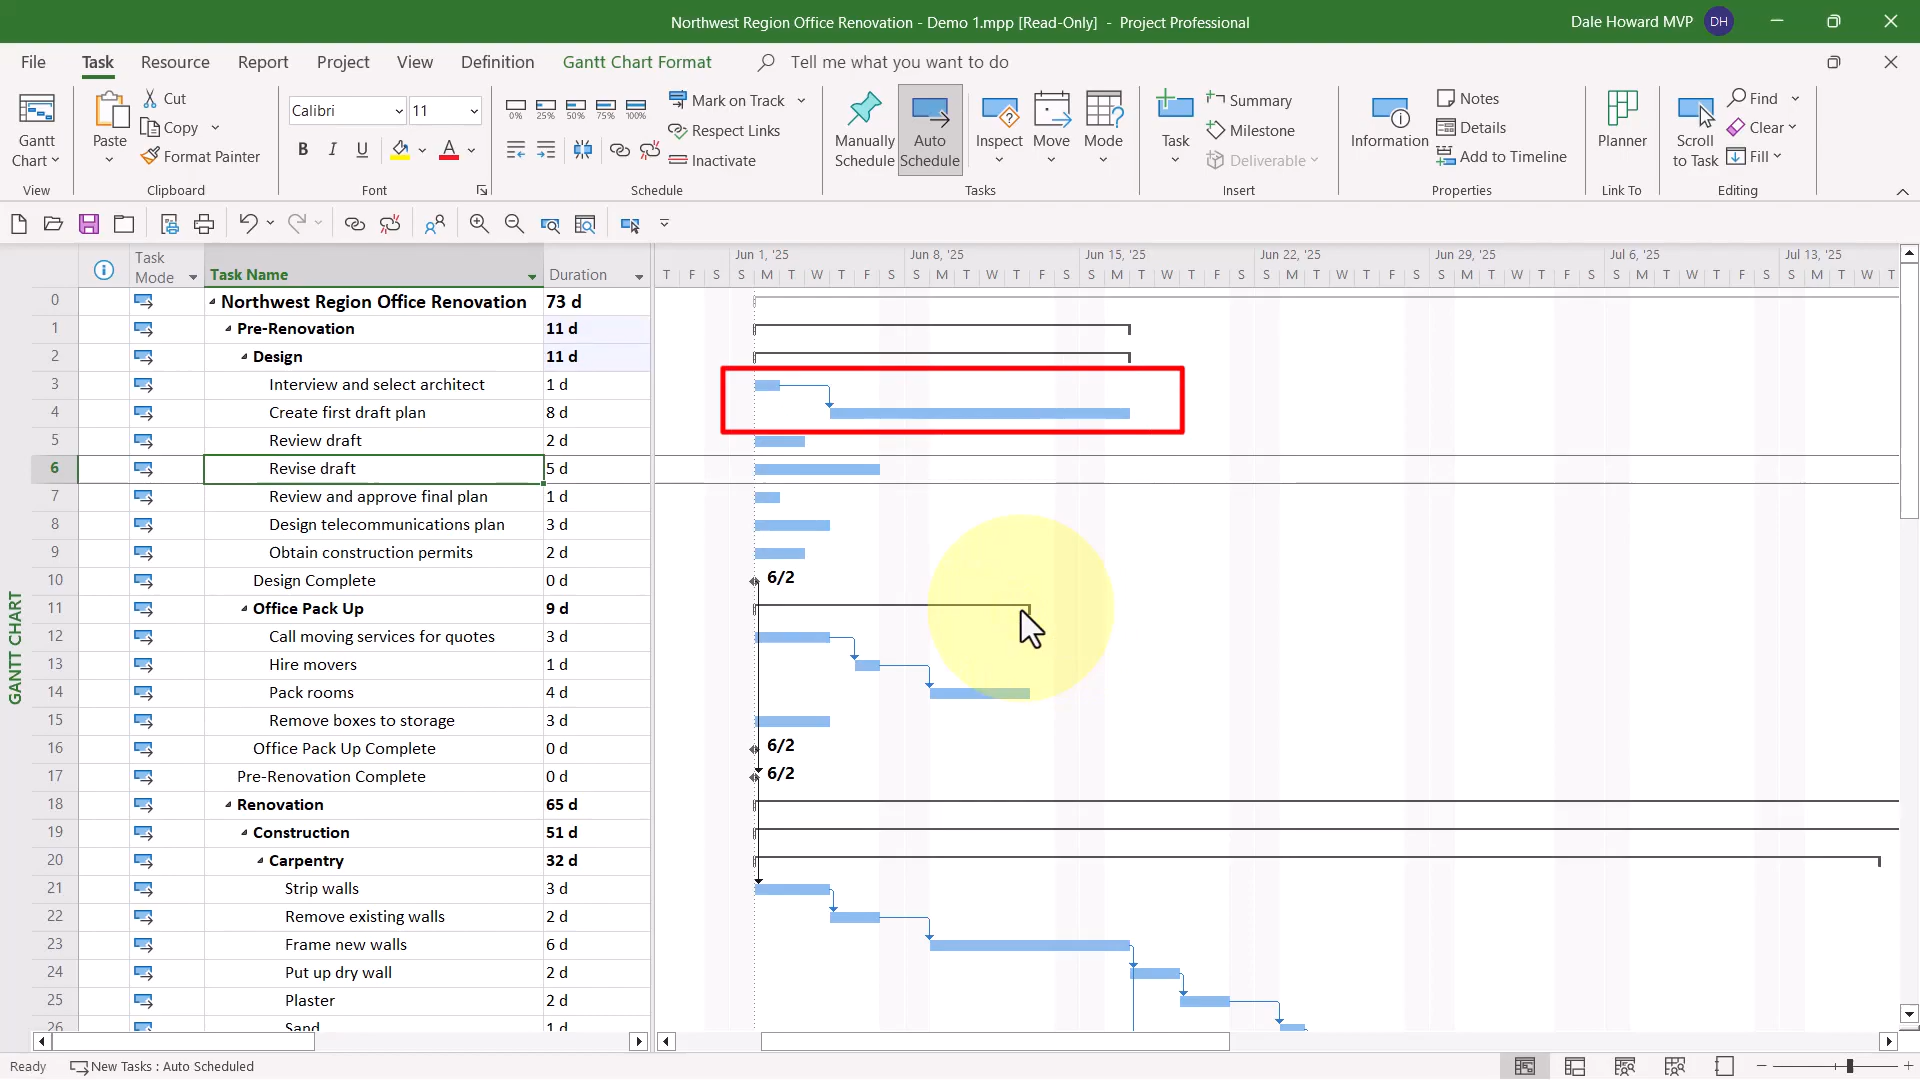 Northwest Region Office Renovation - Demo 1.mpp [Read-Only] - Project Professional
Dale Howard MVP DH
File Task Resource Report Project View Definition Gantt Chart Format Tell me what you want to do
Gantt Chart
View
Paste
Cut
Copy
Format Painter
Clipboard
Calibri 11
B I U A
Font
0% 25% 50% 75% 100%
Mark on Track
Respect Links
Inactivate
Schedule
Manually Schedule
Auto Schedule
Inspect
Move
Mode
Tasks
Task
Summary
Milestone
Deliverable
Insert
Information
Notes
Details
Add to Timeline
Properties
Planner
Link To
Scroll to Task
Find
Clear
Fill
Editing
Task Mode Task Name Duration
Jun 1, '25 Jun 8, '25 Jun 15, '25 Jun 22, '25 Jun 29, '25 Jul 6, '25 Jul 13, '25
T F S S M T W T F S S M T W T F S S M T W T F S S M T W T F S S M T W T F S S M T W T F S S M T W T
0 Northwest Region Office Renovation 73 d
1 Pre-Renovation 11 d
2 Design 11 d
3 Interview and select architect 1 d
4 Create first draft plan 8 d
5 Review draft 2 d
6 Revise draft 5 d
7 Review and approve final plan 1 d
8 Design telecommunications plan 3 d
9 Obtain construction permits 2 d
10 Design Complete 0 d 6/2
11 Office Pack Up 9 d
12 Call moving services for quotes 3 d
13 Hire movers 1 d
14 Pack rooms 4 d
15 Remove boxes to storage 3 d
16 Office Pack Up Complete 0 d 6/2
17 Pre-Renovation Complete 0 d 6/2
18 Renovation 65 d
19 Construction 51 d
20 Carpentry 32 d
21 Strip walls 3 d
22 Remove existing walls 2 d
23 Frame new walls 6 d
24 Put up dry wall 2 d
25 Plaster 2 d
26 Sand 1 d
GANTT CHART
Ready New Tasks : Auto Scheduled